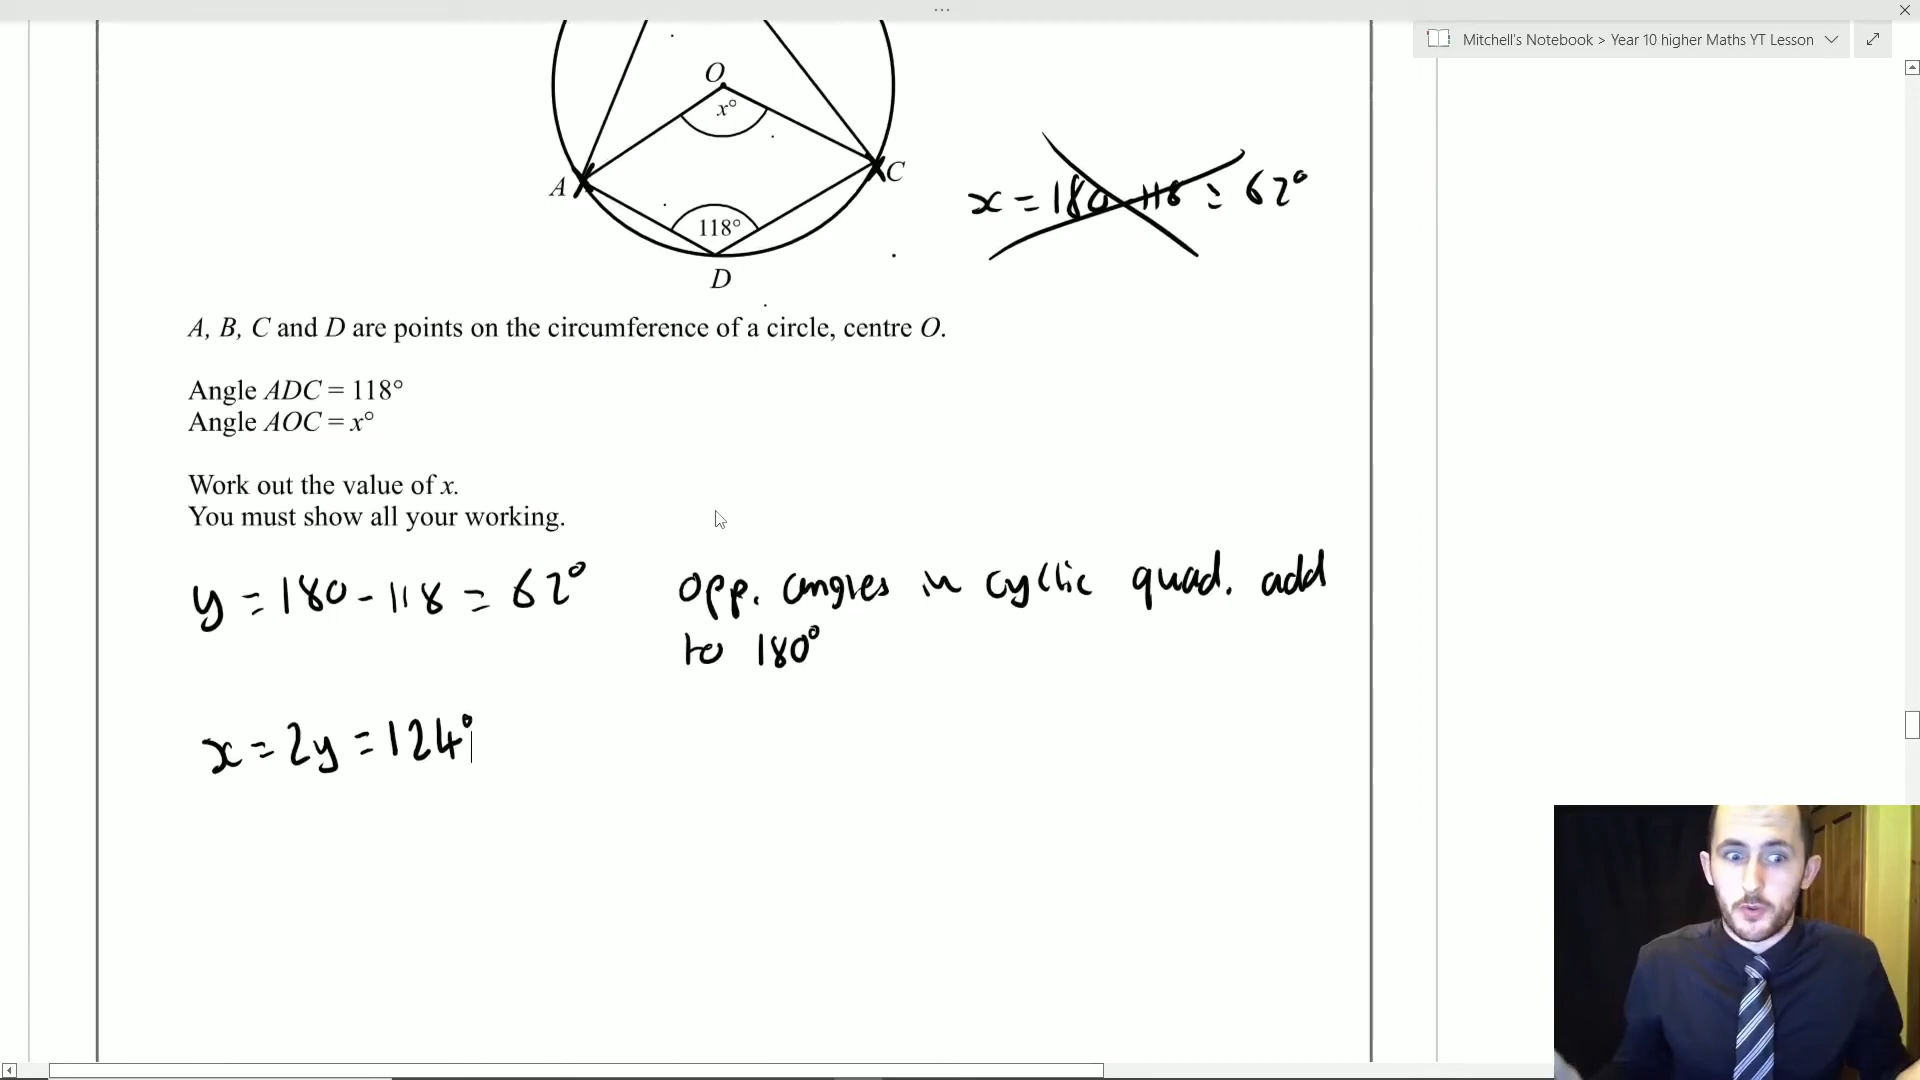 Mitchell's Notebook > Year 10 higher Maths YT Lesson
O
x°
A
C
118°
D
x = 180 - 118 = 62°
A, B, C and D are points on the circumference of a circle, centre O.
Angle ADC = 118°
Angle AOC = x°
Work out the value of x.
You must show all your working.
y = 180 - 118 = 62°
opp. angles in cyclic quad. add
to 180°
x = 2y = 124°